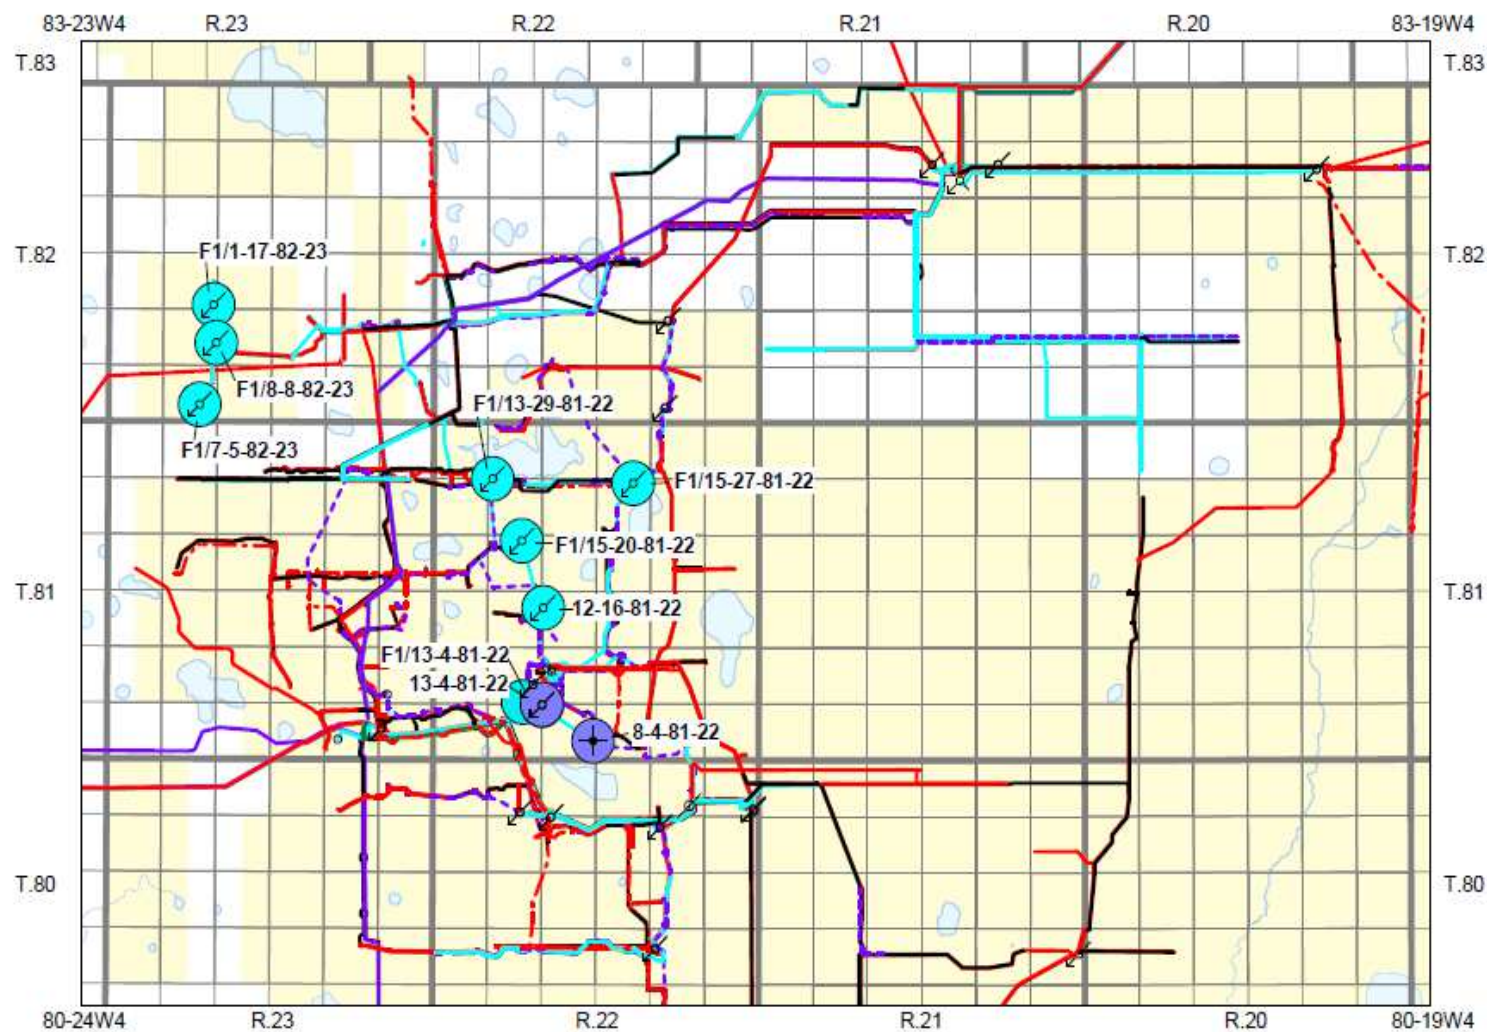 83-23W4 R.23 R.22 R.21 R.20 83-19W4
T.83 T.83
F1/1-17-82-23
T.82 T.82
F1/8-8-82-23
F1/13-29-81-22
F1/7-5-82-23
F1/15-27-81-22
F1/15-20-81-22
T.81 T.81
12-16-81-22
F1/13-4-81-22
13-4-81-22
8-4-81-22
T.80 T.80
80-24W4 R.23 R.22 R.21 R.20 80-19W4